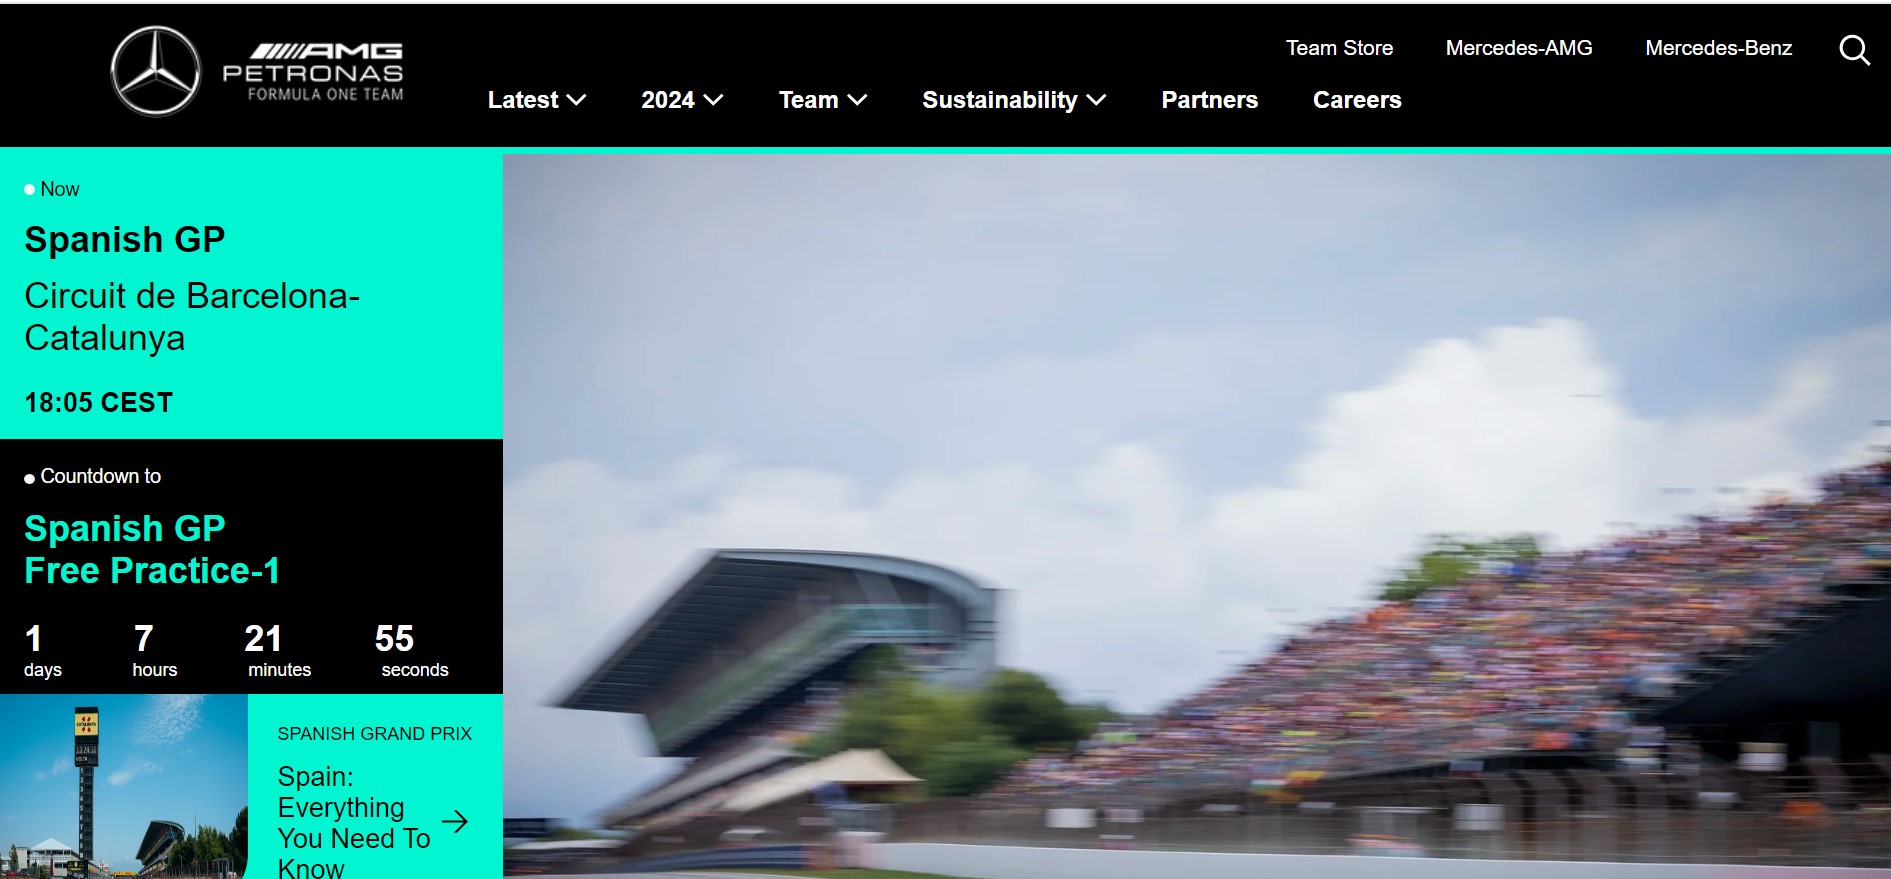 AMG
PETRONAS
FORMULA ONE TEAM
Team Store
Mercedes-AMG
Mercedes-Benz
Latest
2024
Team
Sustainability
Partners
Careers
Now
Spanish GP
Circuit de Barcelona-
Catalunya
18:05 CEST
Countdown to
Spanish GP
Free Practice-1
1 7 21 55
days hours minutes seconds
SPANISH GRAND PRIX
Spain:
Everything
You Need To
Know